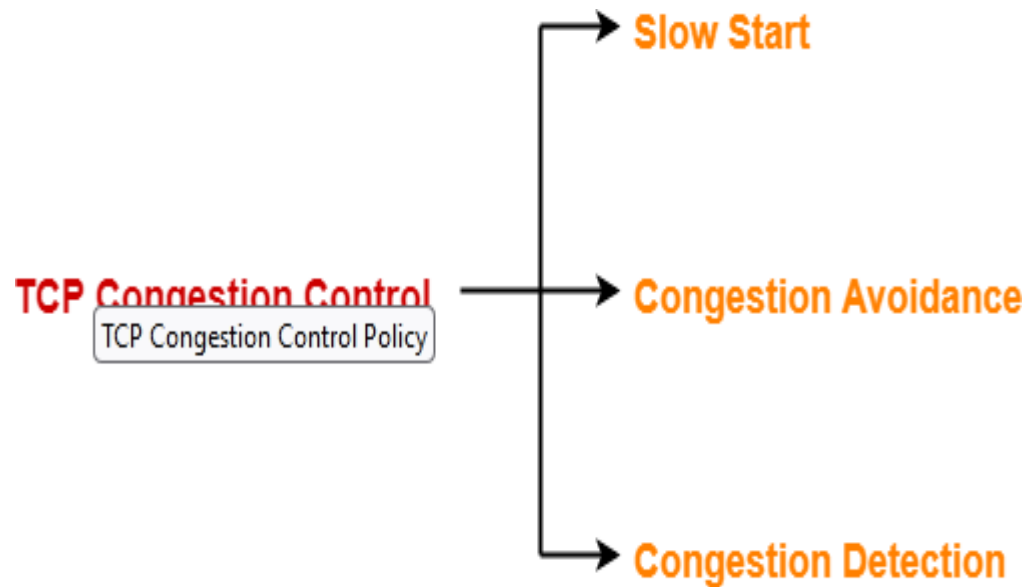 Slow Start
TCP Congestion Control
TCP Congestion Control Policy
Congestion Avoidance
Congestion Detection